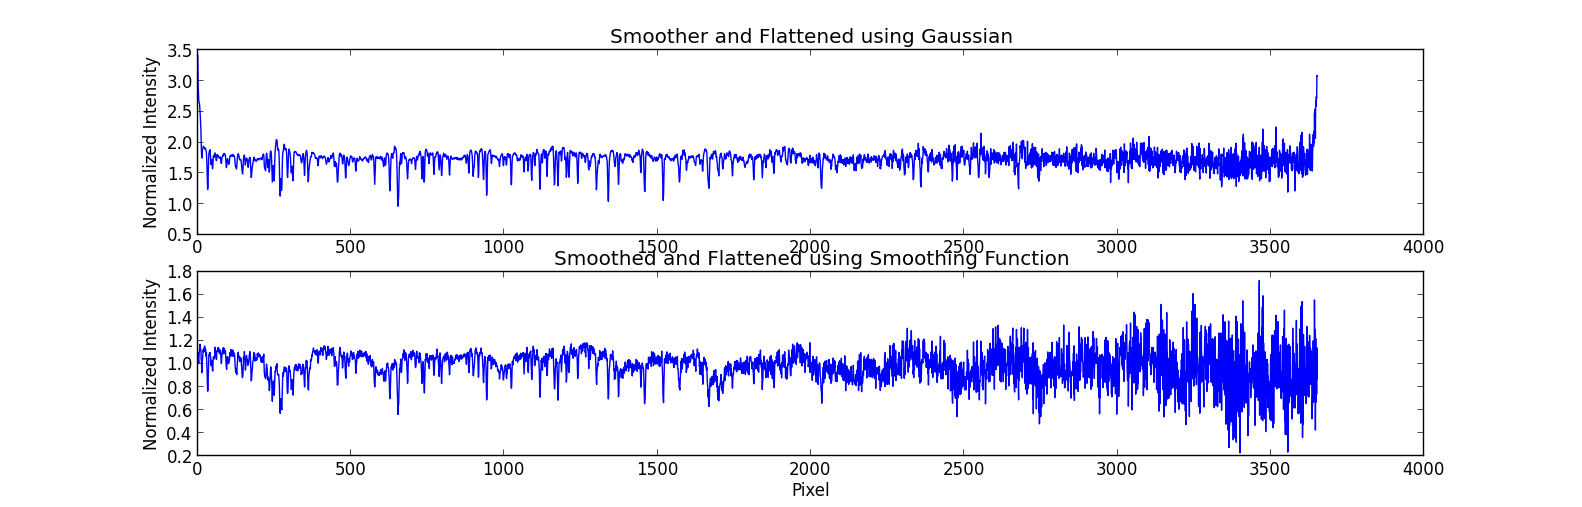 Smoother and Flattened using Gaussian
Normalized Intensity
3.5
3.0
2.5
2.0
1.5
1.0
0.5
0 500 1000 1500 2000 2500 3000 3500 4000
Smoothed and Flattened using Smoothing Function
Normalized Intensity
1.8
1.6
1.4
1.2
1.0
0.8
0.6
0.4
0.2
0 500 1000 1500 2000 2500 3000 3500 4000
Pixel